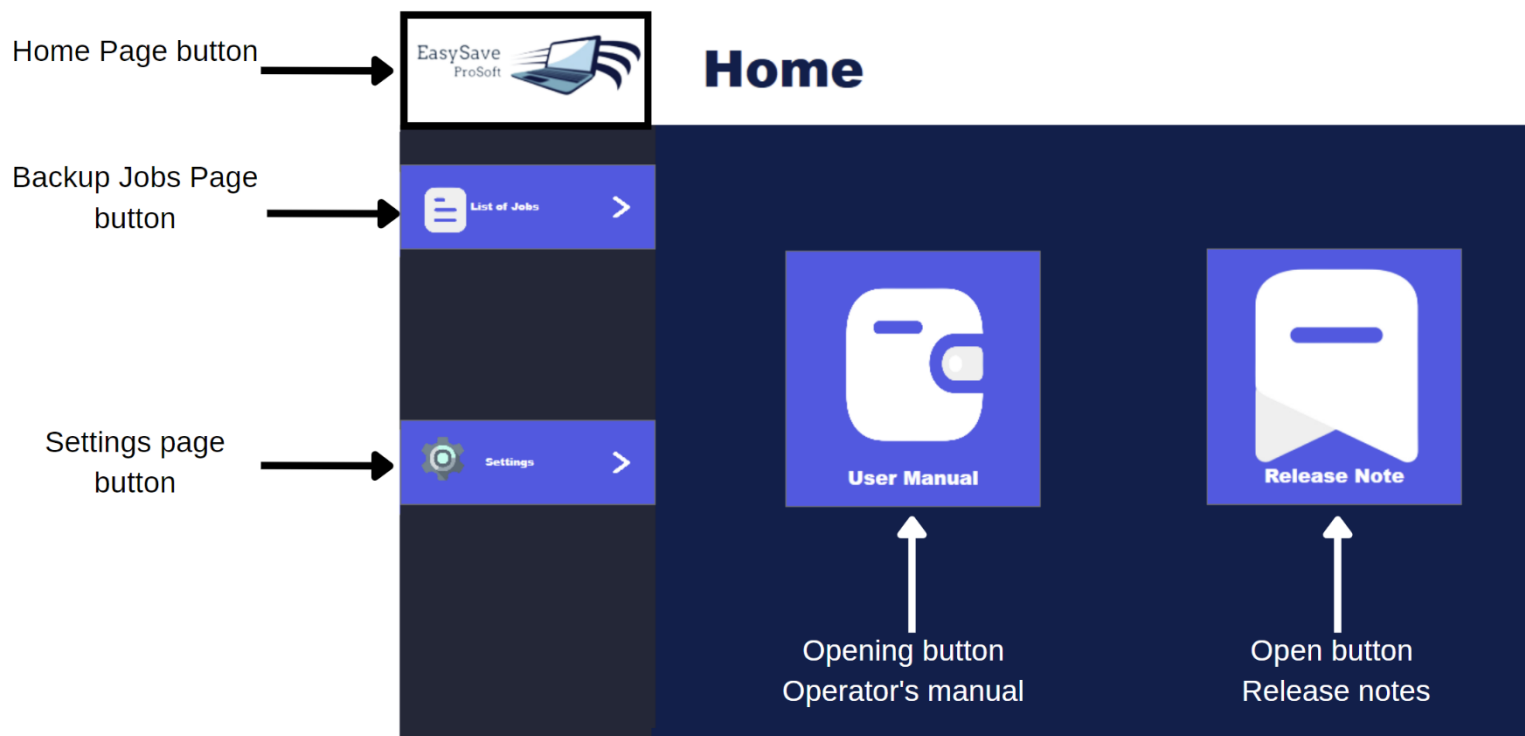 Home Page button
EasySave
ProSoft
Home
Backup Jobs Page
button
List of Jobs
Settings page
button
Settings
User Manual
Release Note
Opening button
Operator's manual
Open button
Release notes